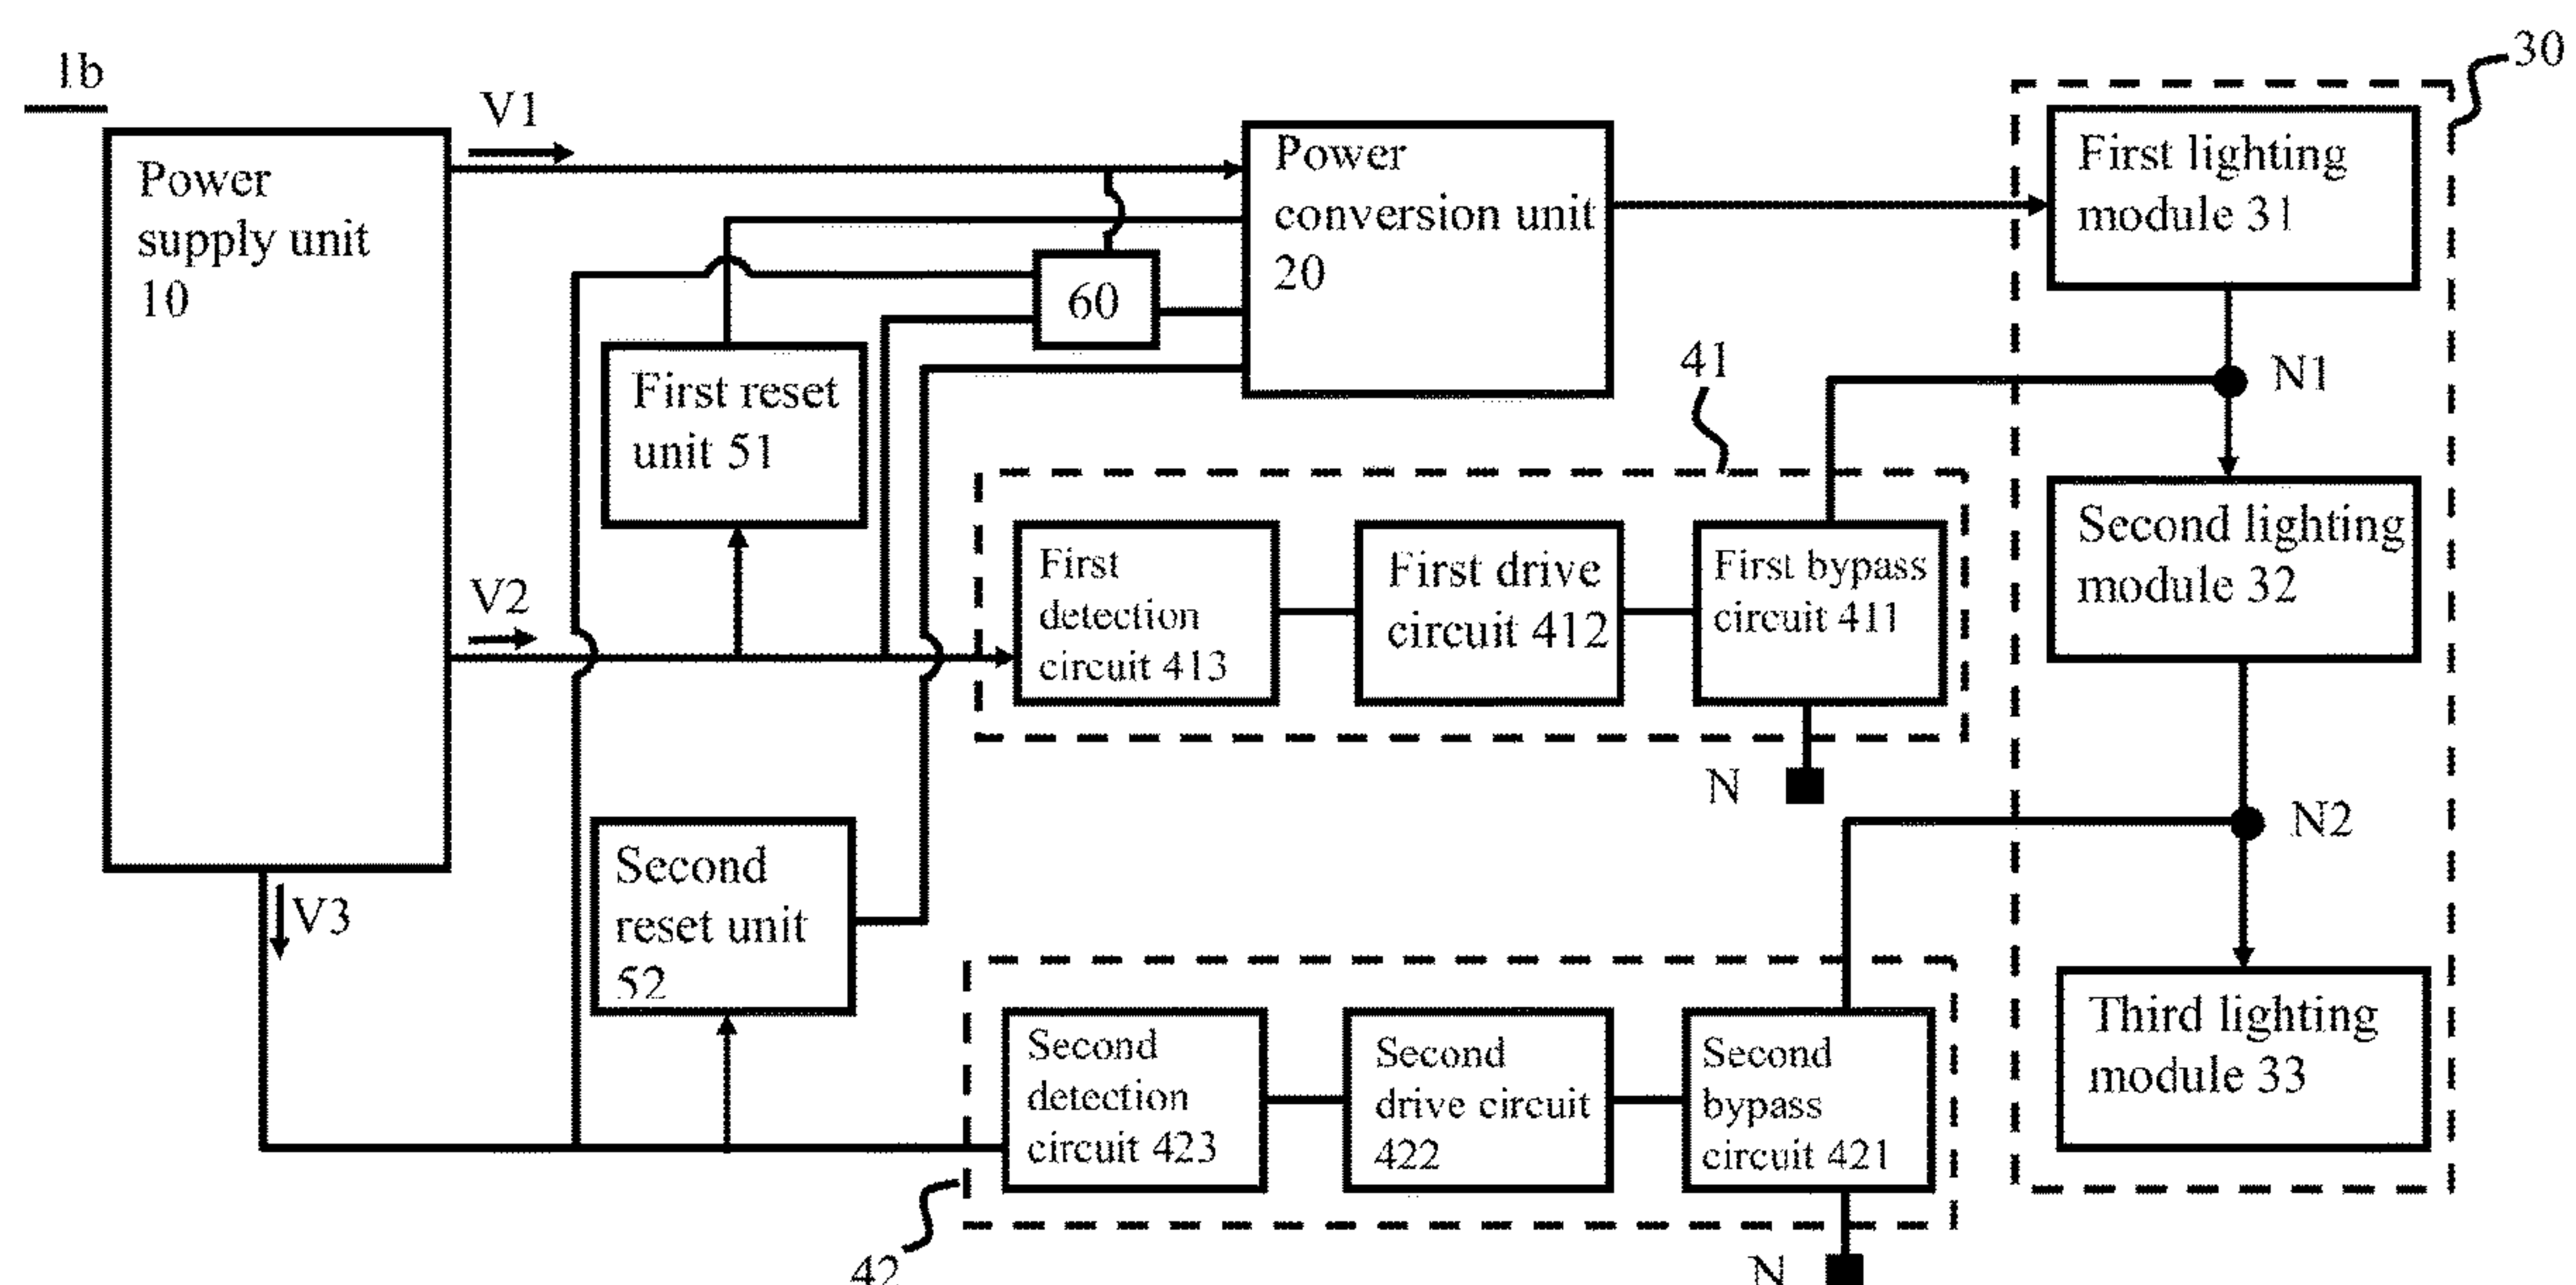 1b
V1
Power
supply unit
10
Power
conversion unit
20
30
First lighting
module 31
60
First reset
unit 51
41
N1
V2
First
detection
circuit 413
First drive
circuit 412
First bypass
circuit 411
Second lighting
module 32
N
N2
Second
reset unit
52
V3
Second
detection
circuit 423
Second
drive circuit
422
Second
bypass
circuit 421
Third lighting
module 33
42
N